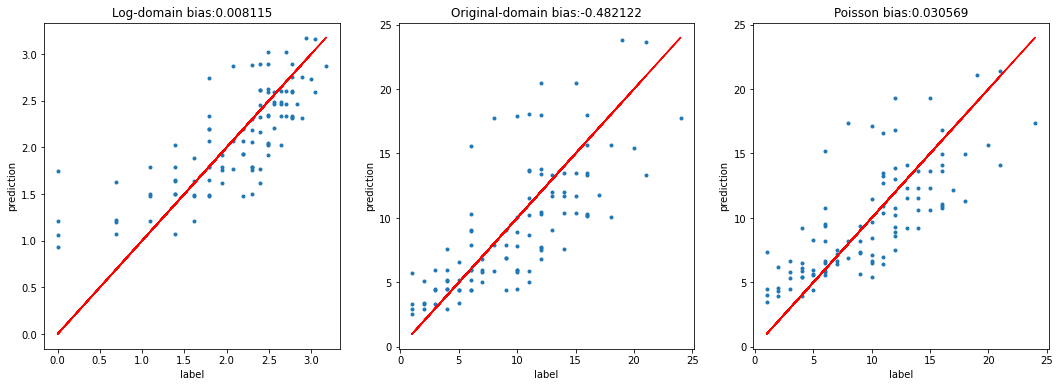 Log-domain bias:0.008115
prediction
3.0
2.5
2.0
1.5
1.0
0.5
0.0
0.0 0.5 1.0 1.5 2.0 2.5 3.0
label
Original-domain bias:-0.482122
prediction
25
20
15
10
5
0
0 5 10 15 20 25
label
Poisson bias:0.030569
prediction
25
20
15
10
5
0
0 5 10 15 20 25
label